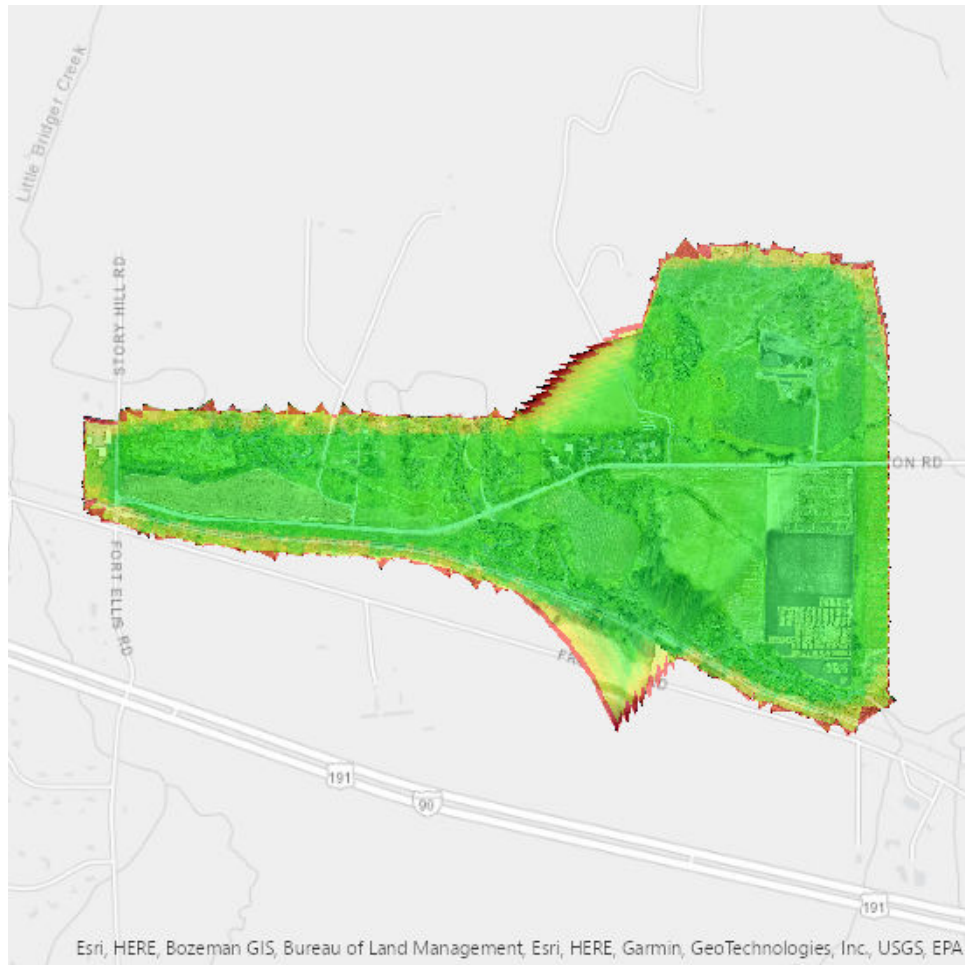 Little Bridger Creek
STORY HILL RD
ON RD
FORT ELLIS RD
FR
D
191
90
191
Esri, HERE, Bozeman GIS, Bureau of Land Management, Esri, HERE, Garmin, GeoTechnologies, Inc., USGS, EPA